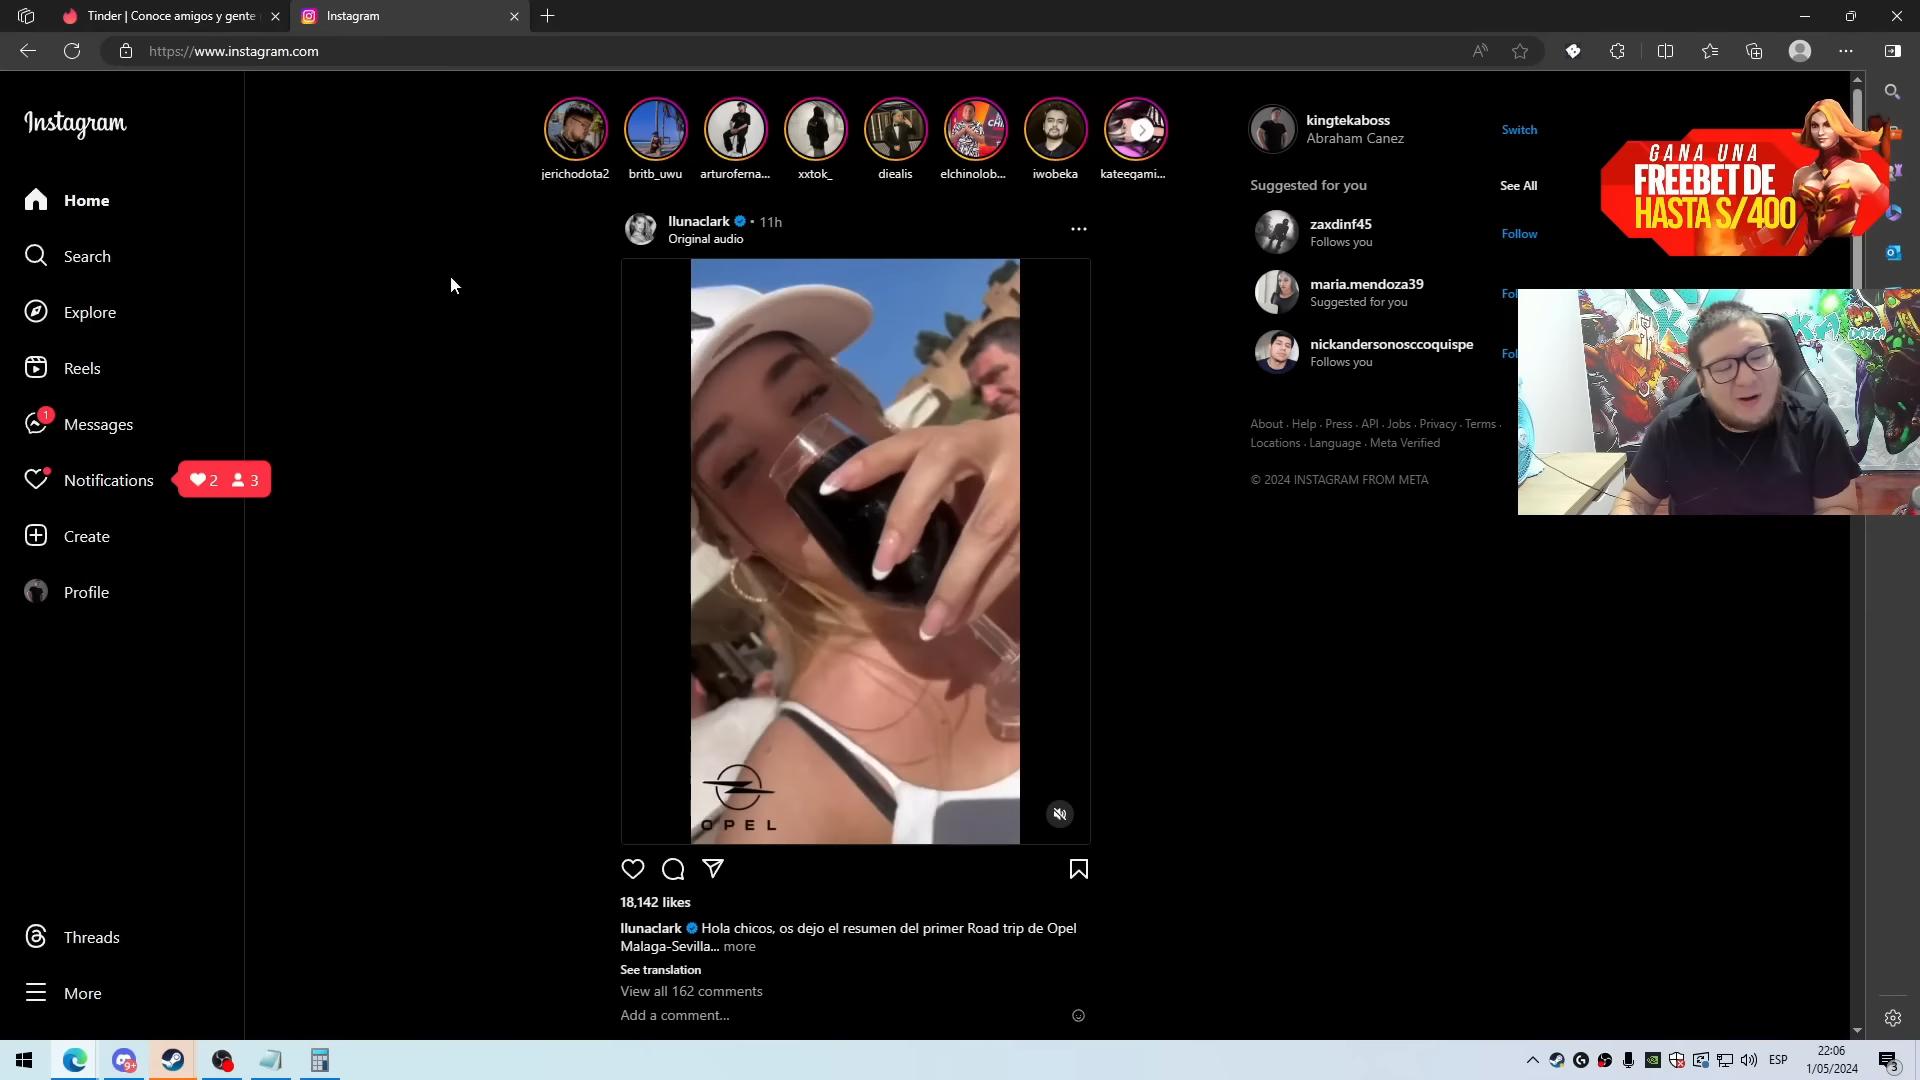 Tinder | Conoce amigos y gente
Instagram
https://www.instagram.com
Instagram
Home
Search
Explore
Reels
1
Messages
Notifications
2 3
Create
Profile
Threads
More
jerichodota2
britb_uwu
arturoferna...
xxtok_
diealis
elchinolob...
iwobeka
kateegami...
llunaclark • 11h
Original audio
OPEL
18,142 likes
llunaclark Hola chicos, os dejo el resumen del primer Road trip de Opel
Malaga-Sevilla... more
See translation
View all 162 comments
Add a comment...
kingtekaboss
Abraham Canez
Switch
Suggested for you
See All
zaxdinf45
Follows you
Follow
maria.mendoza39
Suggested for you
Fol
nickandersonosccoquispe
Follows you
Fol
About · Help · Press · API · Jobs · Privacy · Terms ·
Locations · Language · Meta Verified
© 2024 INSTAGRAM FROM META
GANA UNA
FREEBET DE
HASTA S/400
9+
ESP
22:06
1/05/2024
3